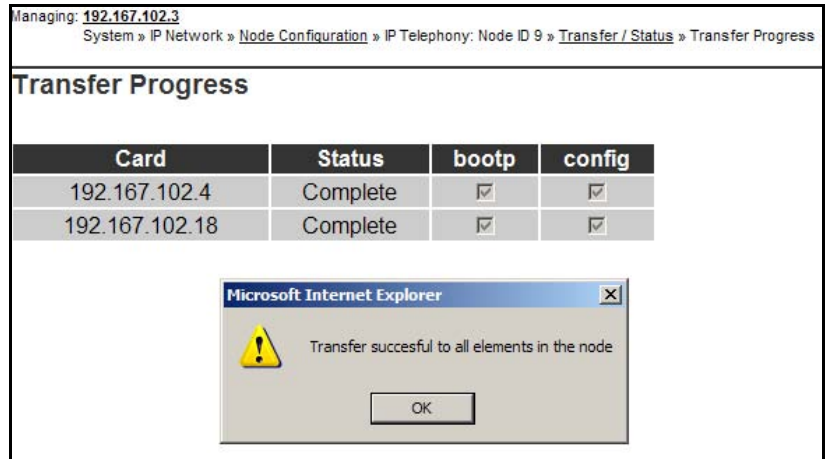 Managing: 192.167.102.3
System » IP Network » Node Configuration » IP Telephony: Node ID 9 » Transfer / Status » Transfer Progress
Transfer Progress
Card Status bootp config
192.167.102.4 Complete
192.167.102.18 Complete
Microsoft Internet Explorer
Transfer succesful to all elements in the node
OK